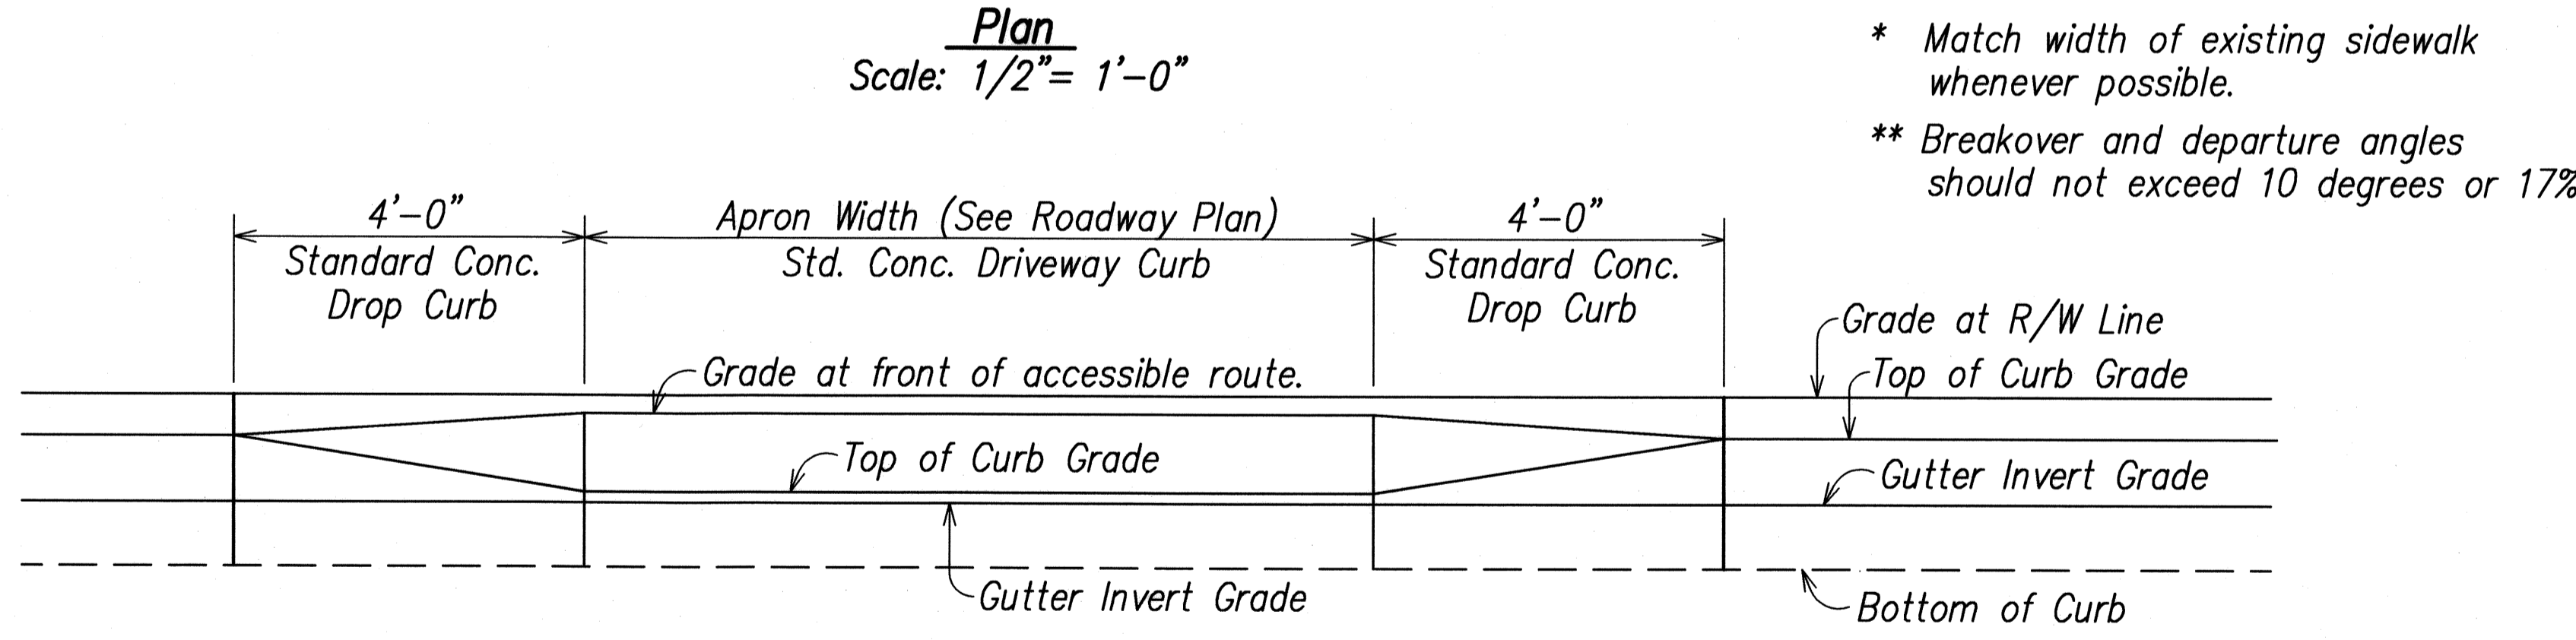 Plan
Scale: 1/2"= 1'-0"
* Match width of existing sidewalk
whenever possible.
** Breakover and departure angles
should not exceed 10 degrees or 17%
4'-0"
Standard Conc.
Drop Curb
Apron Width (See Roadway Plan)
Std. Conc. Driveway Curb
4'-0"
Standard Conc.
Drop Curb
Grade at R/W Line
Grade at front of accessible route.
Top of Curb Grade
Top of Curb Grade
Gutter Invert Grade
Gutter Invert Grade
Bottom of Curb